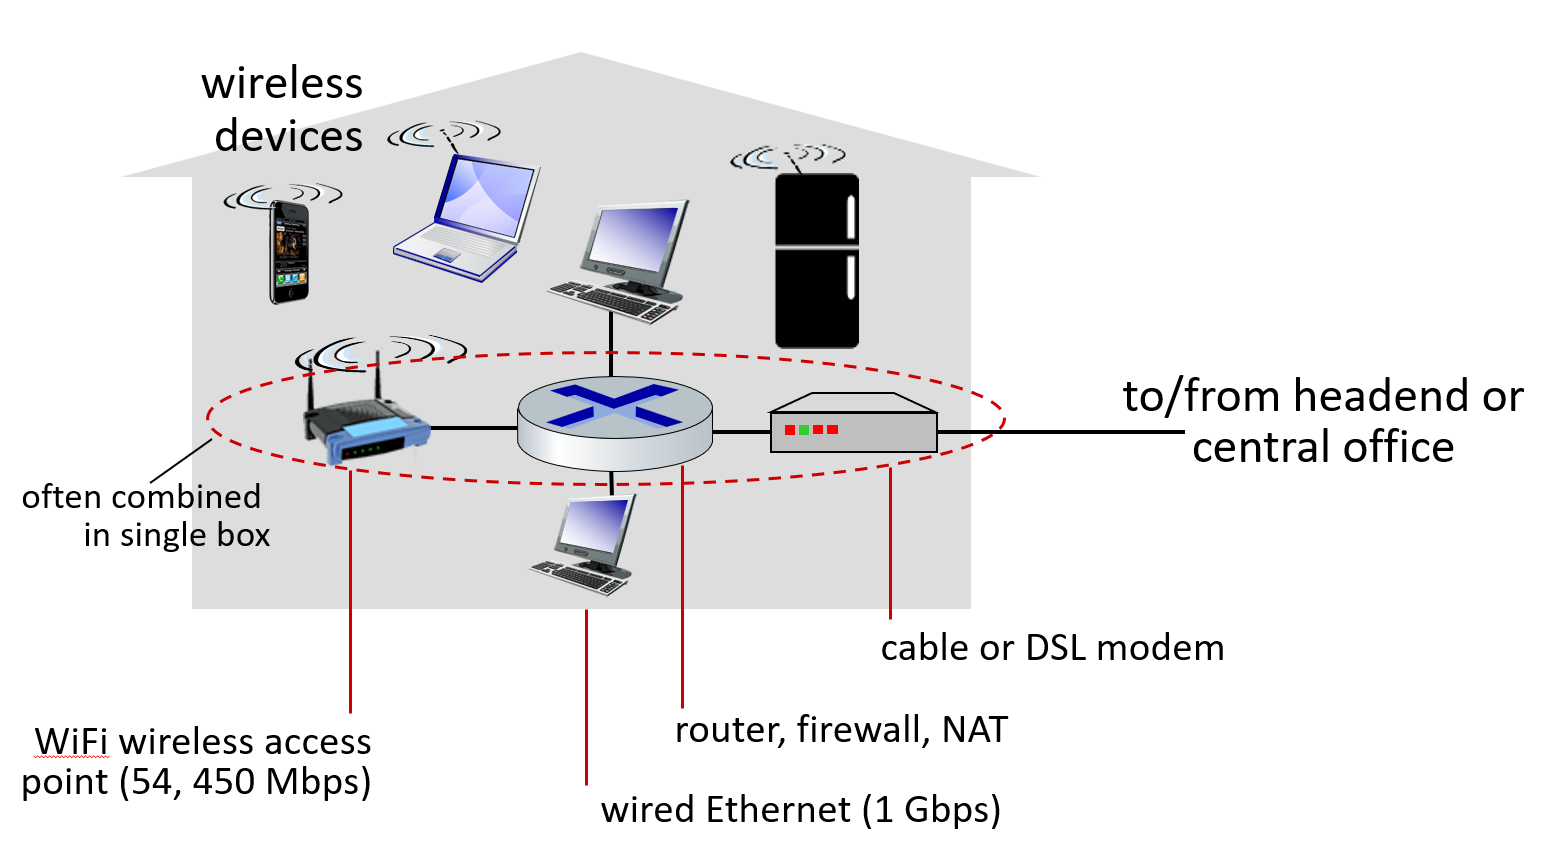 wireless
devices
to/from headend or
central office
often combined
in single box
cable or DSL modem
router, firewall, NAT
WiFi wireless access
point (54, 450 Mbps)
wired Ethernet (1 Gbps)